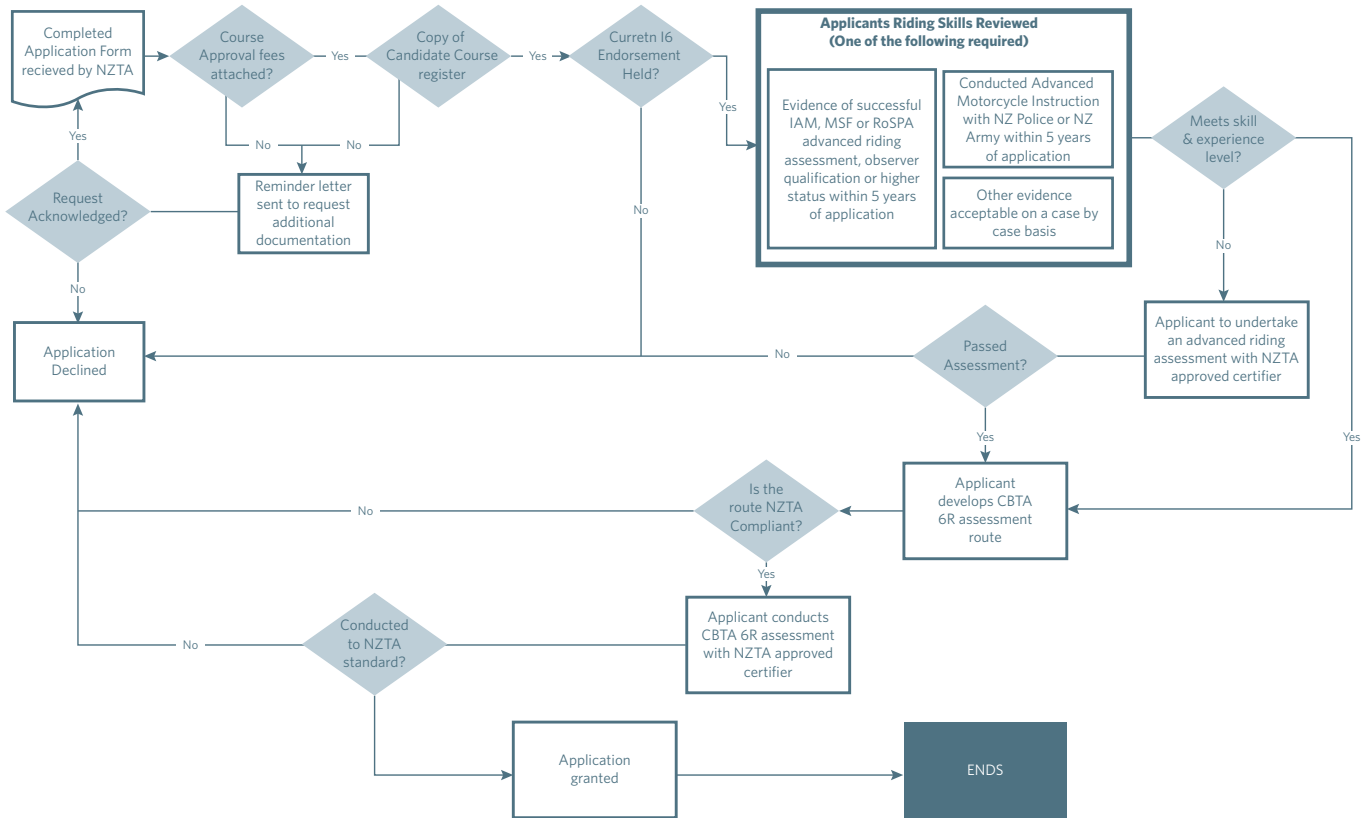 Completed
Application Form
recieved by NZTA
Course
Approval fees
attached?
Yes
Copy of
Candidate Course
register
Yes
Curretn I6
Endorsement
Held?
Yes
Applicants Riding Skills Reviewed
(One of the following required)
Evidence of successful
IAM, MSF or RoSPA
advanced riding
assessment, observer
qualification or higher
status within 5 years
of application
Conducted Advanced
Motorcycle Instruction
with NZ Police or NZ
Army within 5 years
of application
Other evidence
acceptable on a case by
case basis
Meets skill
& experience
level?
Yes
No
No
Request
Acknowledged?
Reminder letter
sent to request
additional
documentation
No
No
No
Application
Declined
No
Passed
Assessment?
Applicant to undertake
an advanced riding
assessment with NZTA
approved certifier
Yes
Yes
Applicant
develops CBTA
6R assessment
route
Is the
route NZTA
Compliant?
No
Yes
Applicant conducts
CBTA 6R assessment
with NZTA approved
certifier
Conducted
to NZTA
standard?
No
Application
granted
ENDS